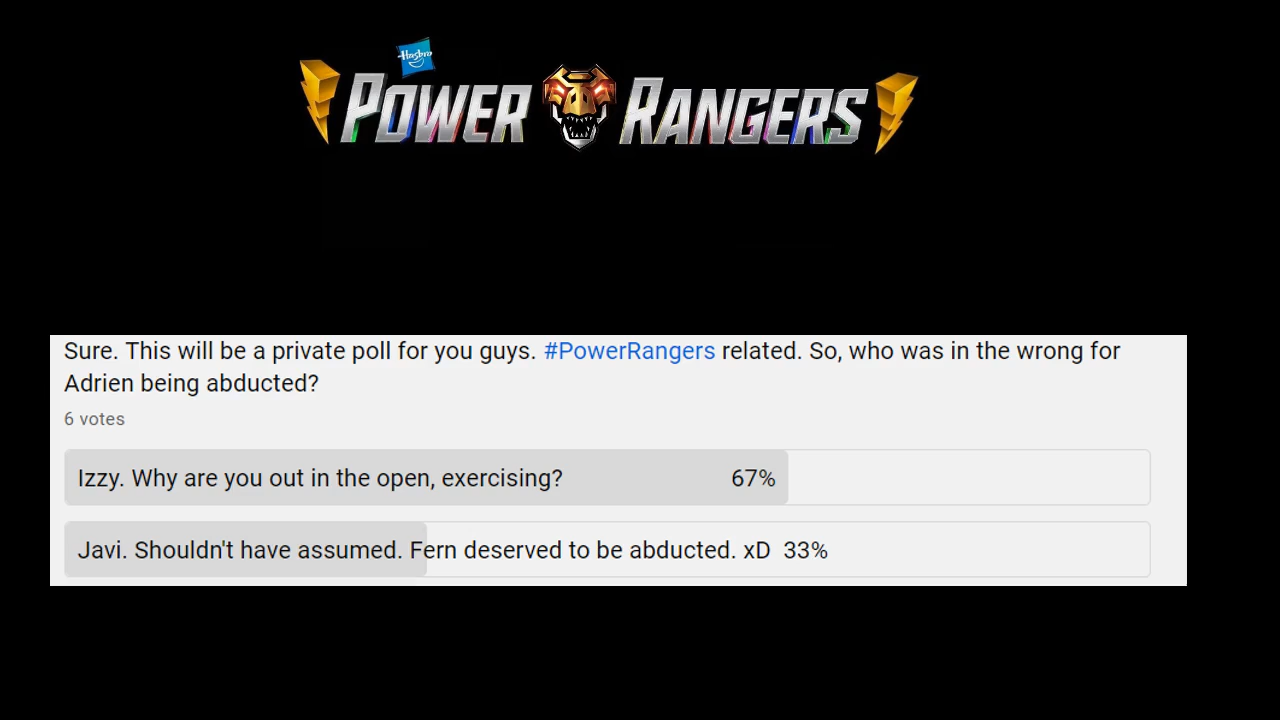 Hasbro
POWER RANGERS
Sure. This will be a private poll for you guys. #PowerRangers related. So, who was in the wrong for
Adrien being abducted?
6 votes
Izzy. Why are you out in the open, exercising? 67%
Javi. Shouldn't have assumed. Fern deserved to be abducted. xD 33%